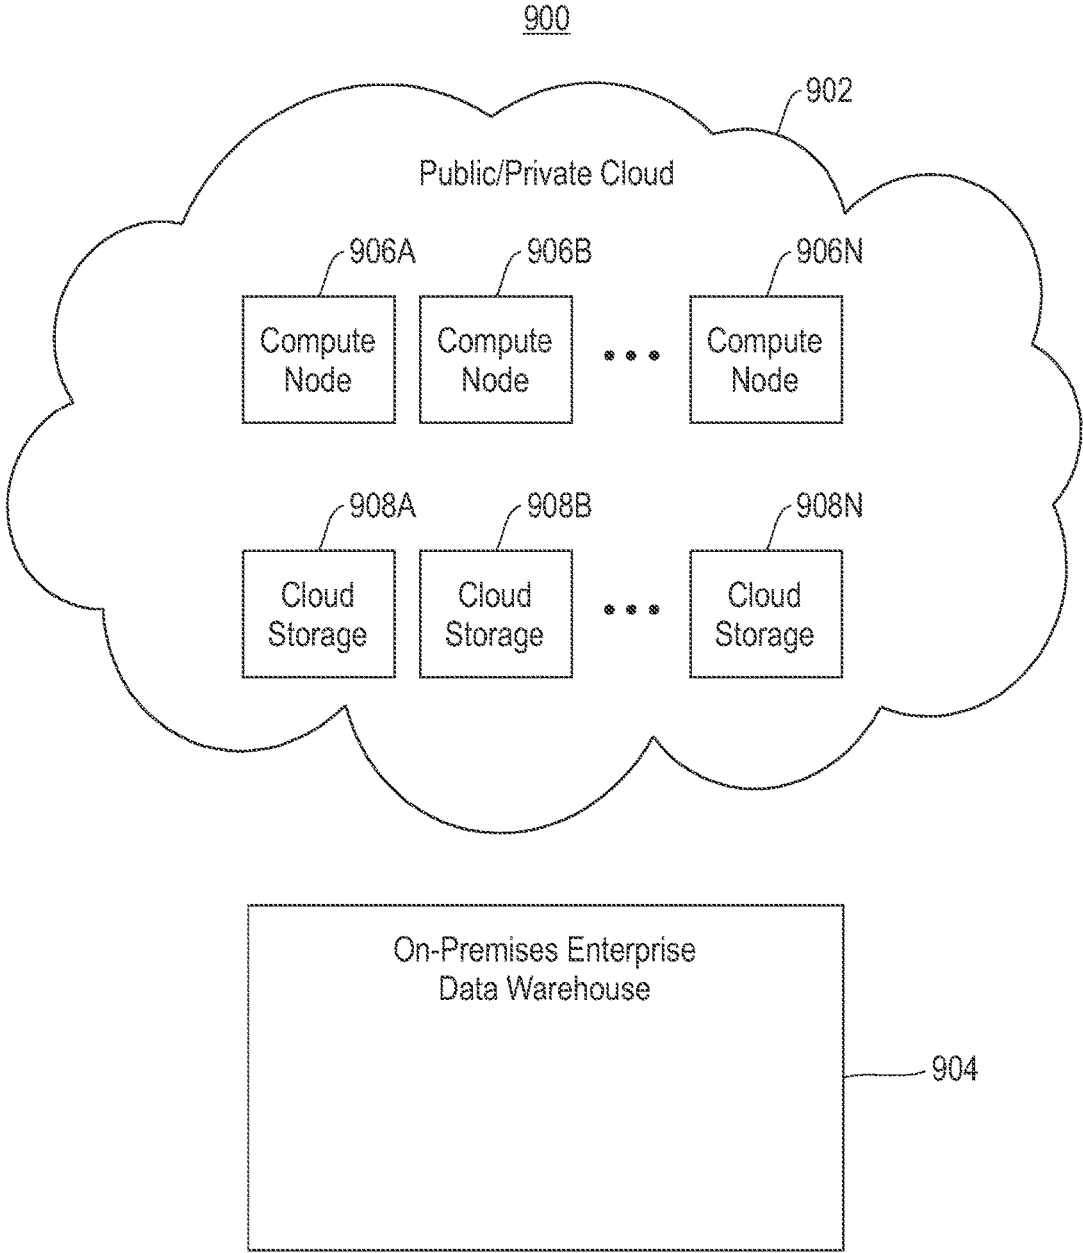 900
902
Public/Private Cloud
906A
906B
906N
Compute
Node
Compute
Node
Compute
Node
908A
908B
908N
Cloud
Storage
Cloud
Storage
Cloud
Storage
On-Premises Enterprise
Data Warehouse
904